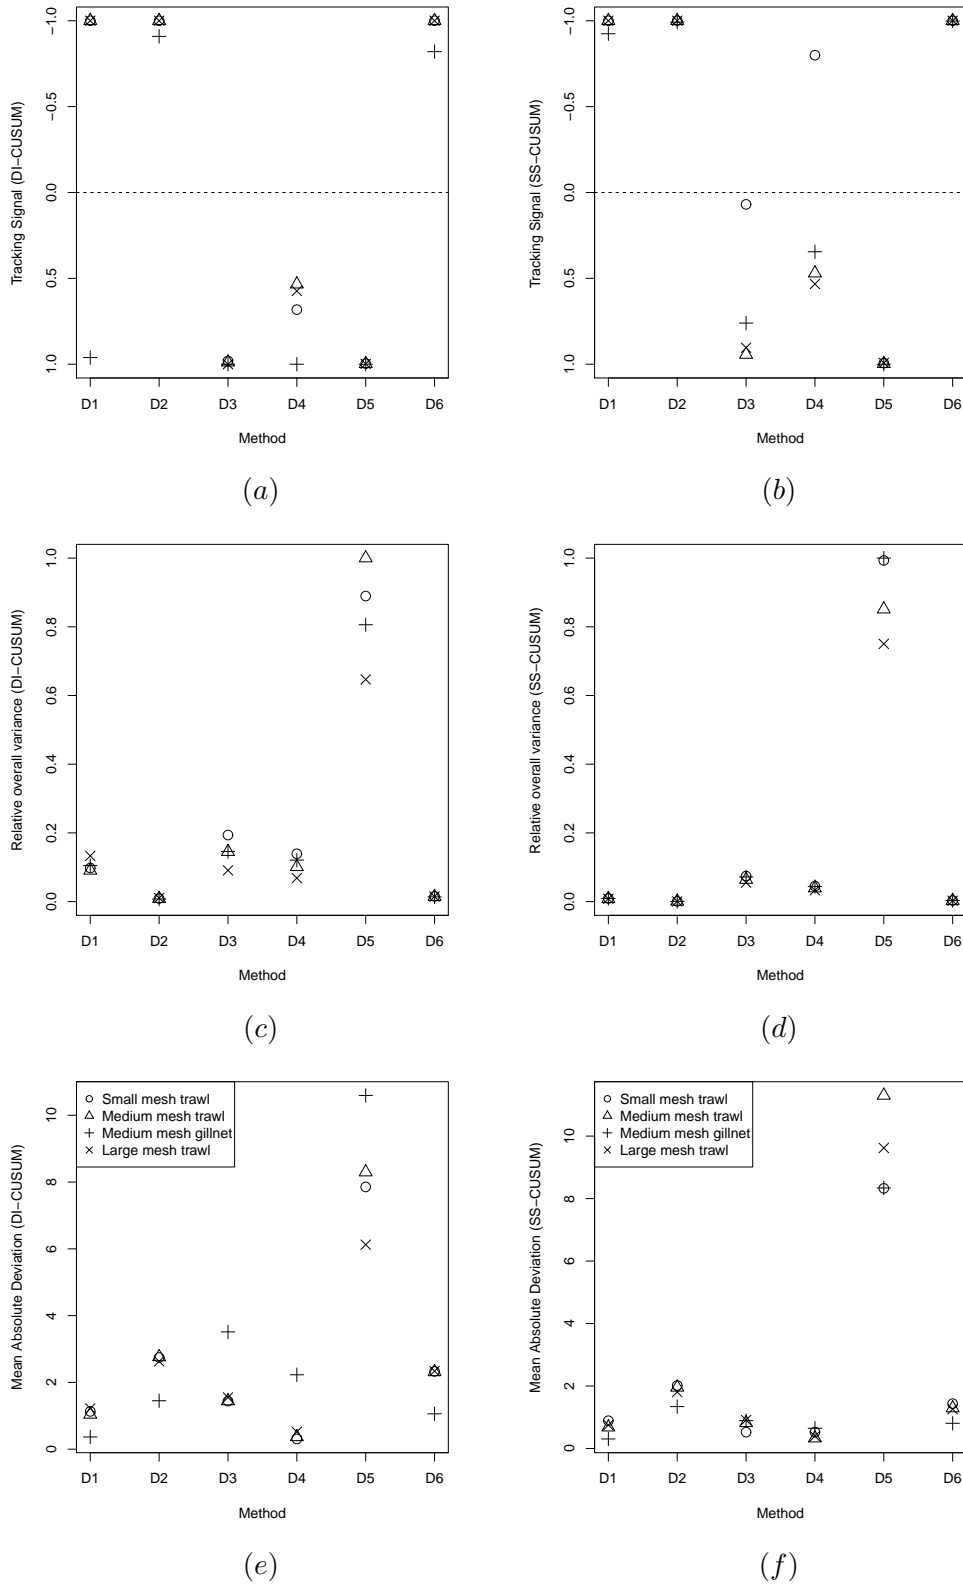 Tracking Signal (DI−CUSUM)
−1.0
−0.5
0.0
0.5
1.0
D1 D2 D3 D4 D5 D6
Method
(a)
Tracking Signal (SS−CUSUM)
−1.0
−0.5
0.0
0.5
1.0
D1 D2 D3 D4 D5 D6
Method
(b)
Relative overall variance (DI−CUSUM)
1.0
0.8
0.6
0.4
0.2
0.0
D1 D2 D3 D4 D5 D6
Method
(c)
Relative overall variance (SS−CUSUM)
1.0
0.8
0.6
0.4
0.2
0.0
D1 D2 D3 D4 D5 D6
Method
(d)
Mean Absolute Deviation (DI−CUSUM)
10
8
6
4
2
0
Small mesh trawl
Medium mesh trawl
Medium mesh gillnet
Large mesh trawl
D1 D2 D3 D4 D5 D6
Method
(e)
Mean Absolute Deviation (SS−CUSUM)
10
8
6
4
2
0
Small mesh trawl
Medium mesh trawl
Medium mesh gillnet
Large mesh trawl
D1 D2 D3 D4 D5 D6
Method
(f)